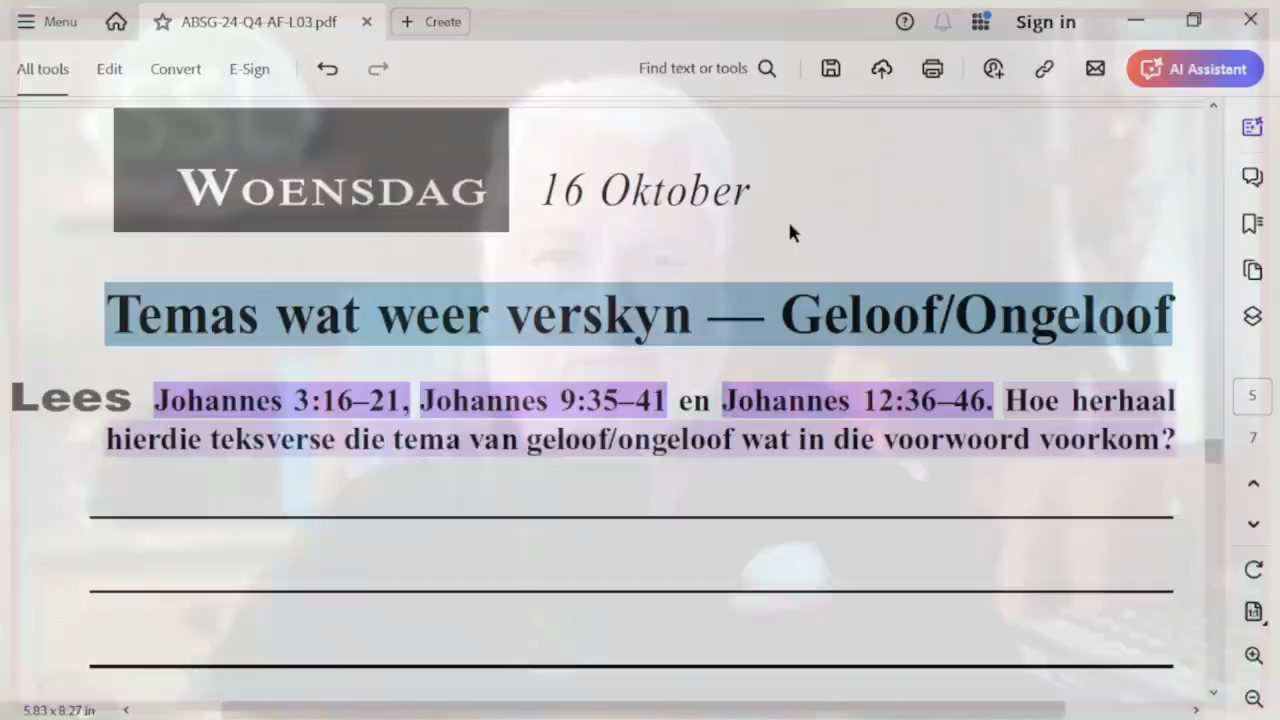 Menu
ABSG-24-Q4-AF-L03.pdf
Create
Sign in
All tools
Edit
Convert
E-Sign
Find text or tools
AI Assistant
WOENSDAG 16 Oktober
Temas wat weer verskyn — Geloof/Ongeloof
Lees Johannes 3:16–21, Johannes 9:35–41 en Johannes 12:36–46. Hoe herhaal
hierdie teksverse die tema van geloof/ongeloof wat in die voorwoord voorkom?
5
7
5.83 x 8.27 in